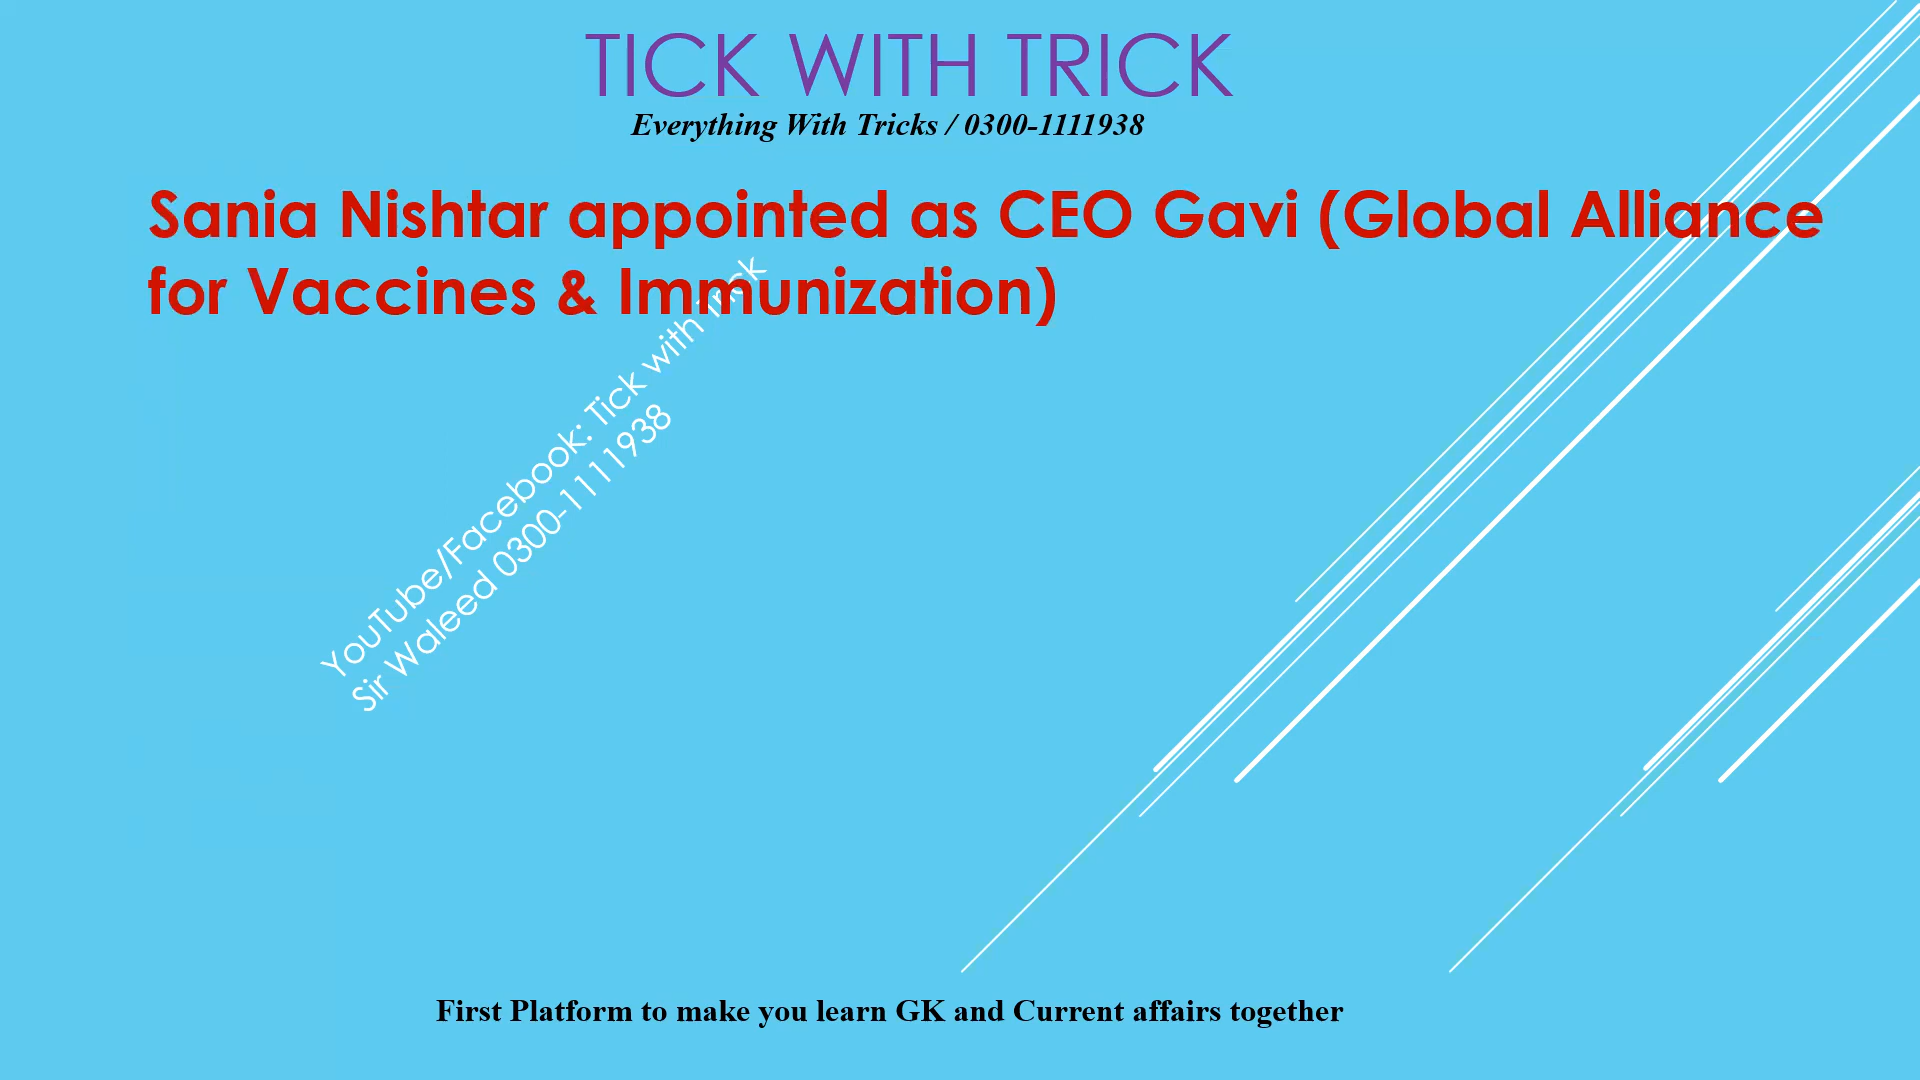 TICK WITH TRICK
Everything With Tricks / 0300-1111938
Sania Nishtar appointed as CEO Gavi (Global Alliance
for Vaccines & Immunization)
YouTube/Facebook: Tick with Trick
Sir Waleed 0300-1111938
First Platform to make you learn GK and Current affairs together